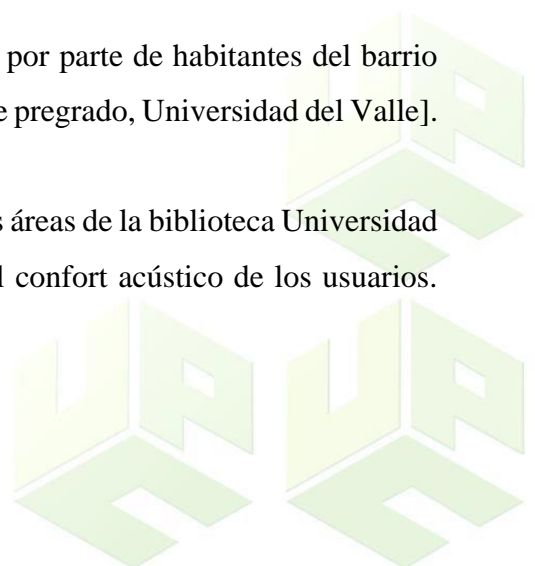 por parte de habitantes del barrio
e pregrado, Universidad del Valle].
s áreas de la biblioteca Universidad
l confort acústico de los usuarios.